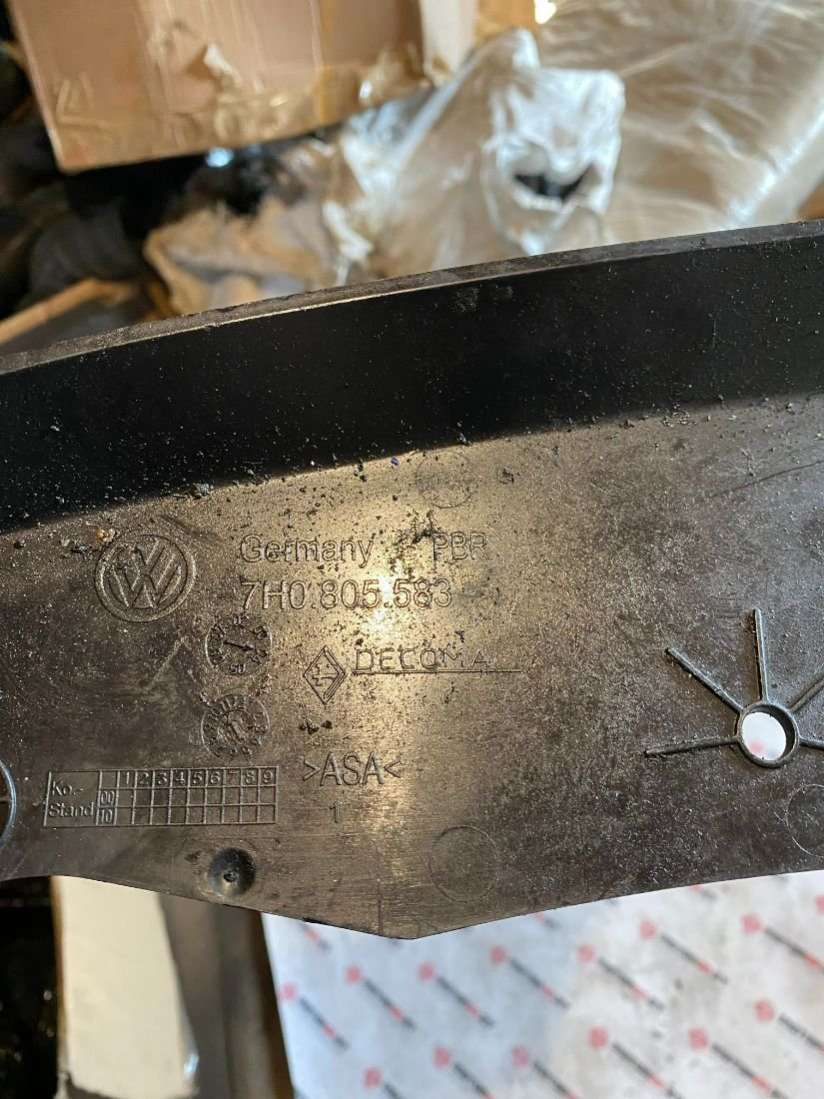 Germany PBR
7H0.805.583
DECOMA
>ASA<
1
Ko.- 1 2 3 4 5 6 7 8 9
Stand 00
10